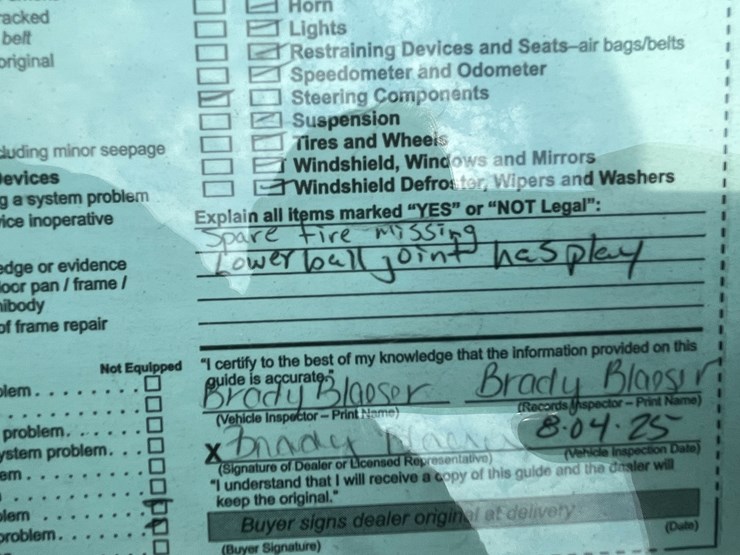 Horn
acked
Lights
belt
Restraining Devices and Seats–air bags/belts
original
Speedometer and Odometer
Steering Components
Suspension
Tires and Wheels
cluding minor seepage
Windshield, Windows and Mirrors
Devices
Windshield Defroster, Wipers and Washers
g a system problem
Explain all items marked “YES” or “NOT Legal”:
ice inoperative
Spare tire missing
Lower ball joint has play
edge or evidence
oor pan / frame /
nibody
of frame repair
“I certify to the best of my knowledge that the information provided on this
guide is accurate.”
Not Equipped
Brady Blaeser Brady Blaeser
blem
(Vehicle Inspector – Print Name) (Records Inspector – Print Name)
problem
X Brady 8·04·25
ystem problem
(Signature of Dealer or Licensed Representative) (Vehicle Inspection Date)
em
“I understand that I will receive a copy of this guide and the dealer will
keep the original.”
blem
Buyer signs dealer original at delivery
problem
(Buyer Signature) (Date)